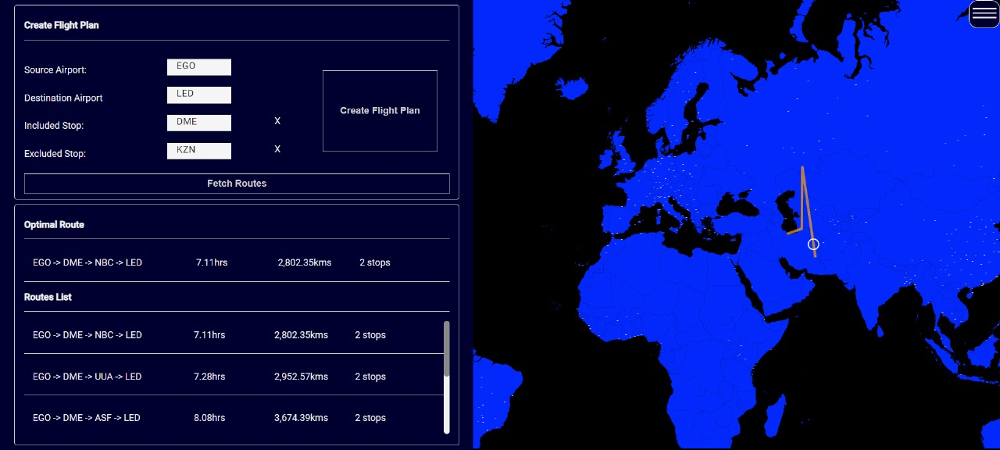 Create Flight Plan
Source Airport: EGO
Destination Airport LED
Included Stop: DME X
Excluded Stop: KZN X
Create Flight Plan
Fetch Routes
Optimal Route
EGO -> DME -> NBC -> LED 7.11hrs 2,802.35kms 2 stops
Routes List
EGO -> DME -> NBC -> LED 7.11hrs 2,802.35kms 2 stops
EGO -> DME -> UUA -> LED 7.28hrs 2,952.57kms 2 stops
EGO -> DME -> ASF -> LED 8.08hrs 3,674.39kms 2 stops